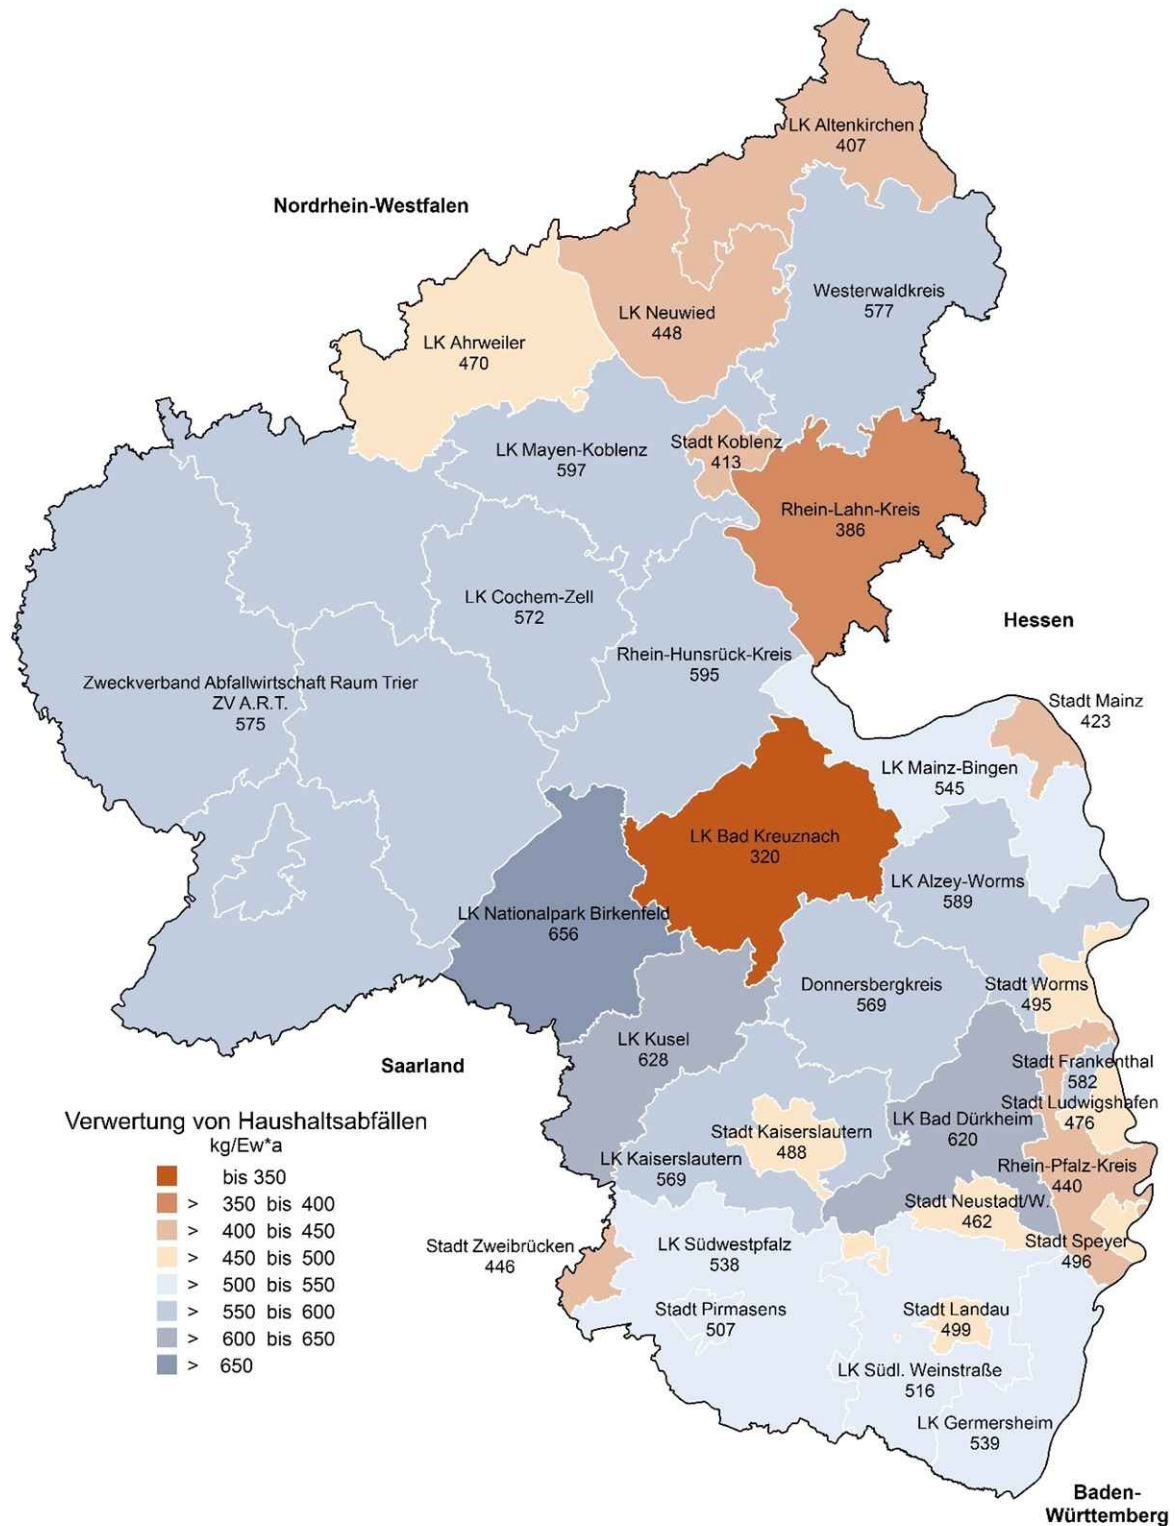 LK Altenkirchen
407
Nordrhein-Westfalen
Westerwaldkreis
577
LK Neuwied
448
LK Ahrweiler
470
Stadt Koblenz
413
LK Mayen-Koblenz
597
Rhein-Lahn-Kreis
386
LK Cochem-Zell
572
Hessen
Rhein-Hunsrück-Kreis
595
Zweckverband Abfallwirtschaft Raum Trier
ZV A.R.T.
575
Stadt Mainz
423
LK Mainz-Bingen
545
LK Bad Kreuznach
320
LK Alzey-Worms
589
LK Nationalpark Birkenfeld
656
Donnersbergkreis
569
Stadt Worms
495
LK Kusel
628
Saarland
Stadt Frankenthal
582
Stadt Ludwigshafen
476
LK Bad Dürkheim
620
Stadt Kaiserslautern
488
LK Kaiserslautern
569
Rhein-Pfalz-Kreis
440
Stadt Neustadt/W.
462
Stadt Speyer
496
Stadt Zweibrücken
446
LK Südwestpfalz
538
Stadt Pirmasens
507
Stadt Landau
499
LK Südl. Weinstraße
516
LK Germersheim
539
Baden-
Württemberg
Verwertung von Haushaltsabfällen
kg/Ew*a
bis 350
> 350 bis 400
> 400 bis 450
> 450 bis 500
> 500 bis 550
> 550 bis 600
> 600 bis 650
> 650